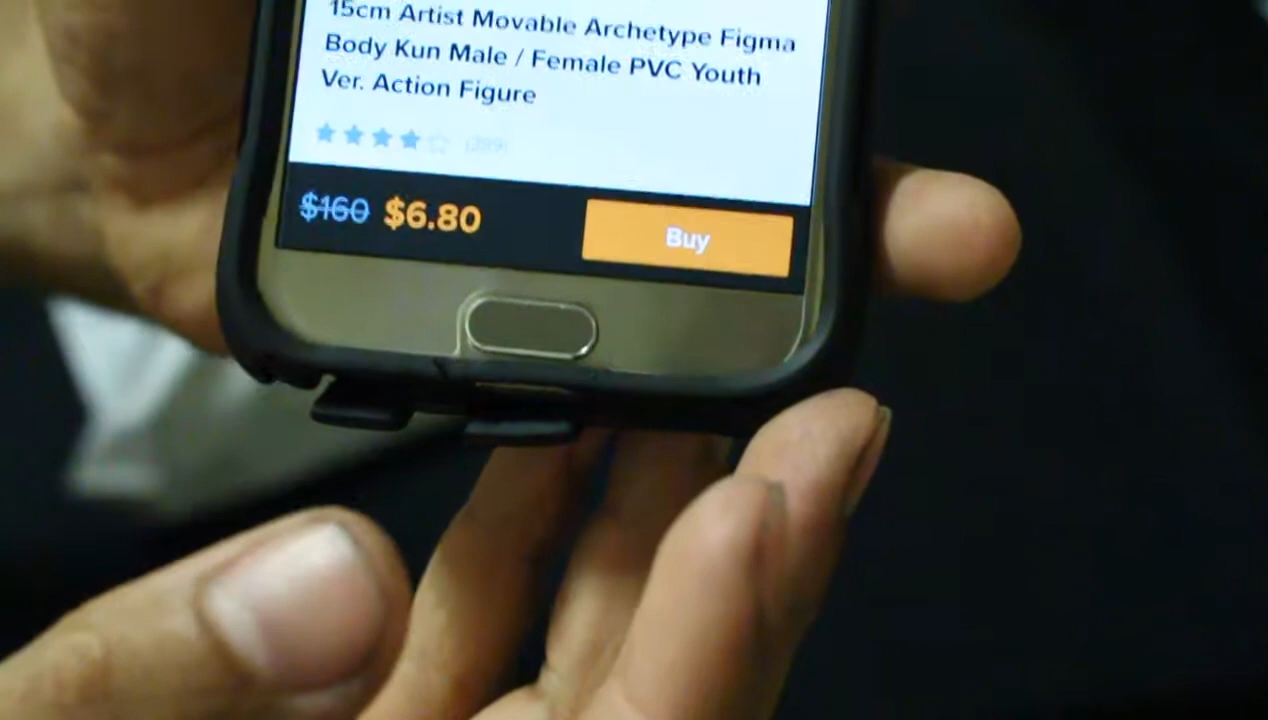 15cm Artist Movable Archetype Figma
Body Kun Male / Female PVC Youth
Ver. Action Figure
$160 $6.80
Buy